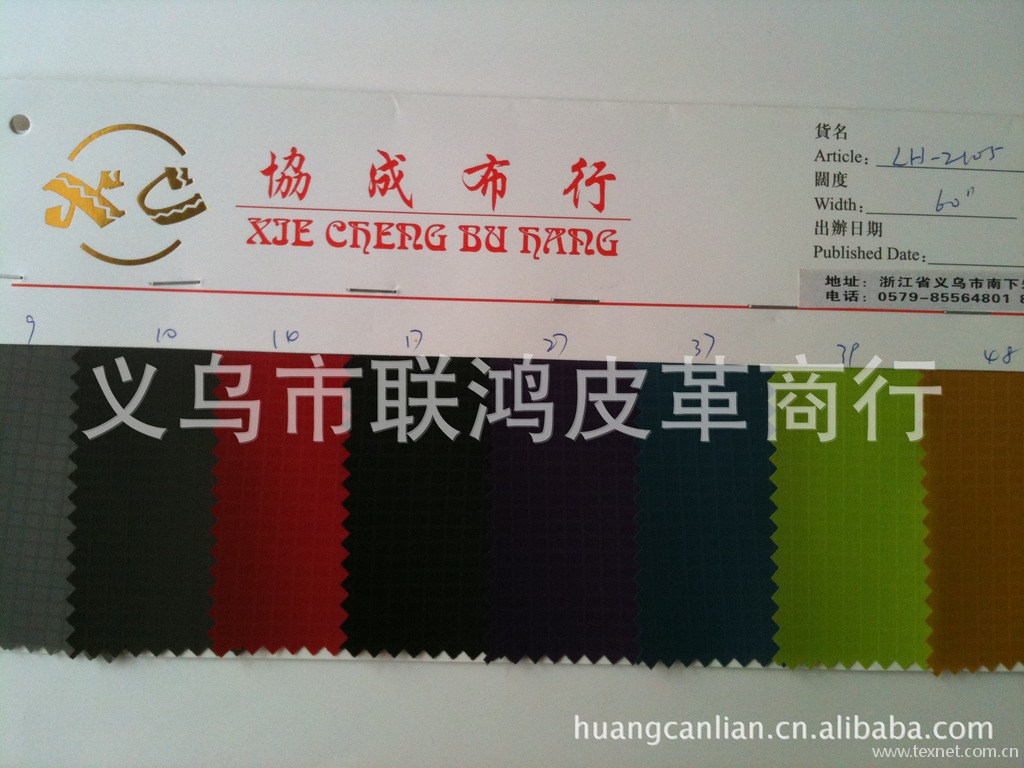 協成布行
XIE CHENG BU HANG
貨名
Article: LH-2105
闊度
Width: 60"
出辦日期
Published Date:
地址: 浙江省义乌市南下
电话: 0579-85564801 8
9 10 16 17 27 37 39 48
义乌市联鸿皮革商行
huangcanlian.cn.alibaba.com
www.texnet.com.cn